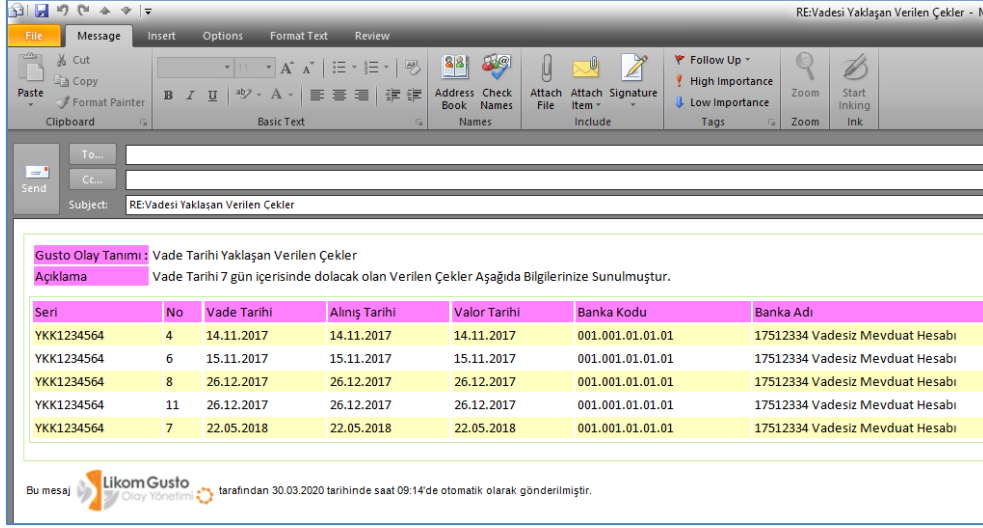 RE:Vadesi Yaklaşan Verilen Çekler - M
File Message Insert Options Format Text Review
Cut
Copy
Format Painter
Paste
Clipboard
11
B I U
Basic Text
Address Book
Check Names
Names
Attach File
Attach Item
Signature
Include
Follow Up
High Importance
Low Importance
Tags
Zoom
Zoom
Start Inking
Ink
Send
To...
Cc...
Subject: RE:Vadesi Yaklaşan Verilen Çekler
Gusto Olay Tanımı : Vade Tarihi Yaklaşan Verilen Çekler
Açıklama Vade Tarihi 7 gün içerisinde dolacak olan Verilen Çekler Aşağıda Bilgilerinize Sunulmuştur.
Seri No Vade Tarihi Alınış Tarihi Valor Tarihi Banka Kodu Banka Adı
YKK1234564 4 14.11.2017 14.11.2017 14.11.2017 001.001.01.01.01 17512334 Vadesiz Mevduat Hesabı
YKK1234564 6 15.11.2017 15.11.2017 15.11.2017 001.001.01.01.01 17512334 Vadesiz Mevduat Hesabı
YKK1234564 8 26.12.2017 26.12.2017 26.12.2017 001.001.01.01.01 17512334 Vadesiz Mevduat Hesabı
YKK1234564 11 26.12.2017 26.12.2017 26.12.2017 001.001.01.01.01 17512334 Vadesiz Mevduat Hesabı
YKK1234564 7 22.05.2018 22.05.2018 22.05.2018 001.001.01.01.01 17512334 Vadesiz Mevduat Hesabı
Bu mesaj Likom Gusto Olay Yönetimi tarafından 30.03.2020 tarihinde saat 09:14'de otomatik olarak gönderilmiştir.